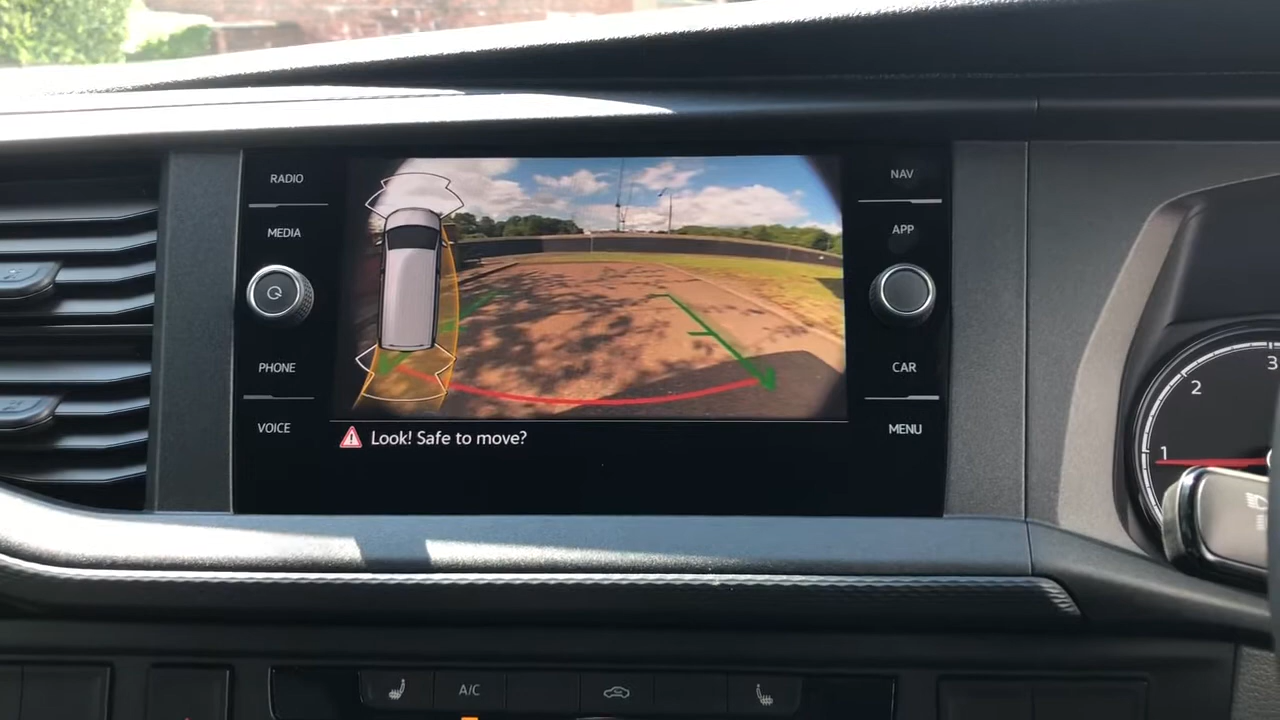 RADIO
MEDIA
PHONE
VOICE
NAV
APP
CAR
MENU
Look! Safe to move?
1
2
3
A/C